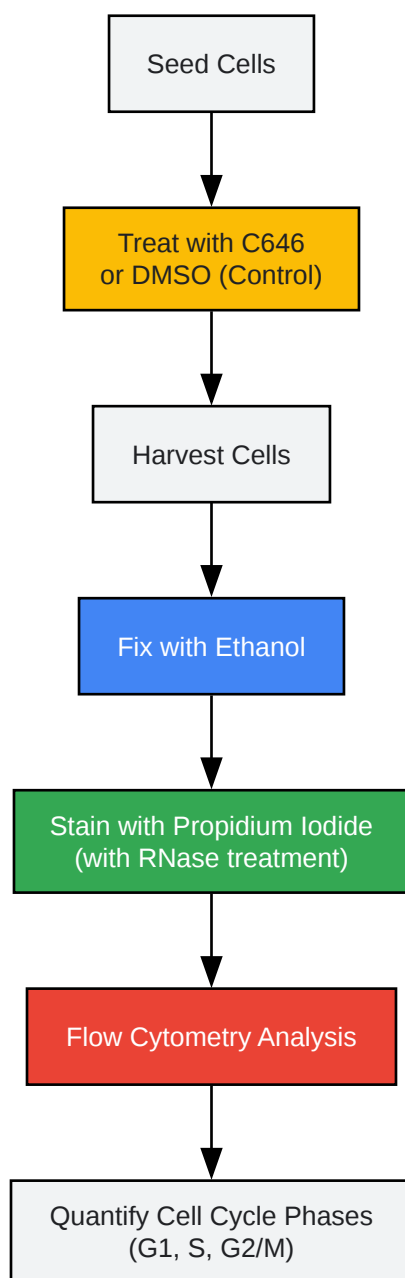 Seed Cells
Treat with C646
or DMSO (Control)
Harvest Cells
Fix with Ethanol
Stain with Propidium Iodide
(with RNase treatment)
Flow Cytometry Analysis
Quantify Cell Cycle Phases
(G1, S, G2/M)